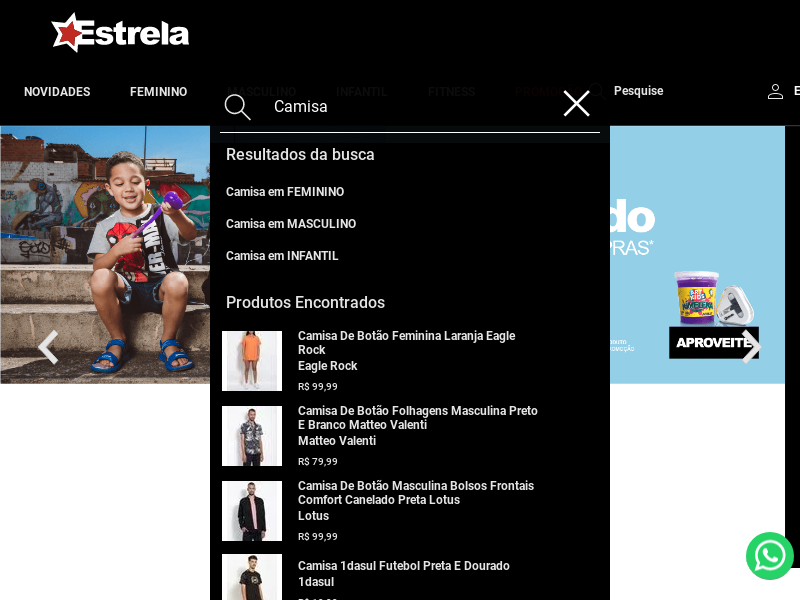 Estrela
NOVIDADES
FEMININO
MASCULINO
INFANTIL
FITNESS
Pesquise
E
Camisa
Resultados da busca
Camisa em FEMININO
Camisa em MASCULINO
Camisa em INFANTIL
Produtos Encontrados
Camisa De Botão Feminina Laranja Eagle
Rock
Eagle Rock
R$ 99,99
Camisa De Botão Folhagens Masculina Preto
E Branco Matteo Valenti
Matteo Valenti
R$ 79,99
Camisa De Botão Masculina Bolsos Frontais
Comfort Canelado Preta Lotus
Lotus
R$ 99,99
Camisa 1dasul Futebol Preta E Dourado
1dasul
do
PRAS*
APROVEITE